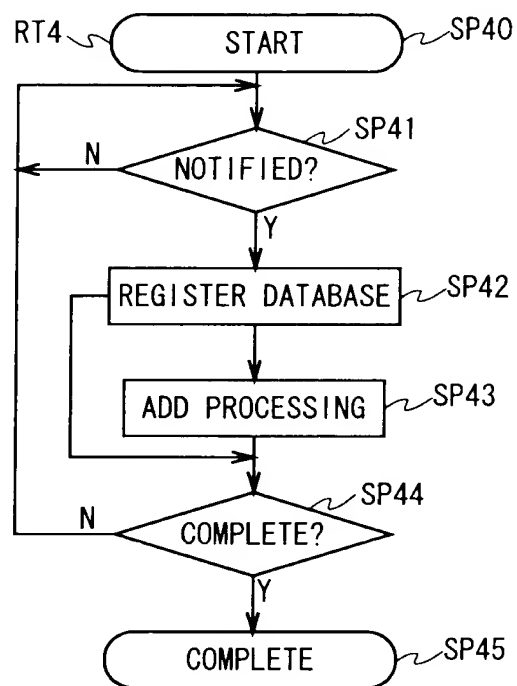 RT4
START
SP40
SP41
N
NOTIFIED?
Y
REGISTER DATABASE
SP42
ADD PROCESSING
SP43
SP44
N
COMPLETE?
Y
COMPLETE
SP45